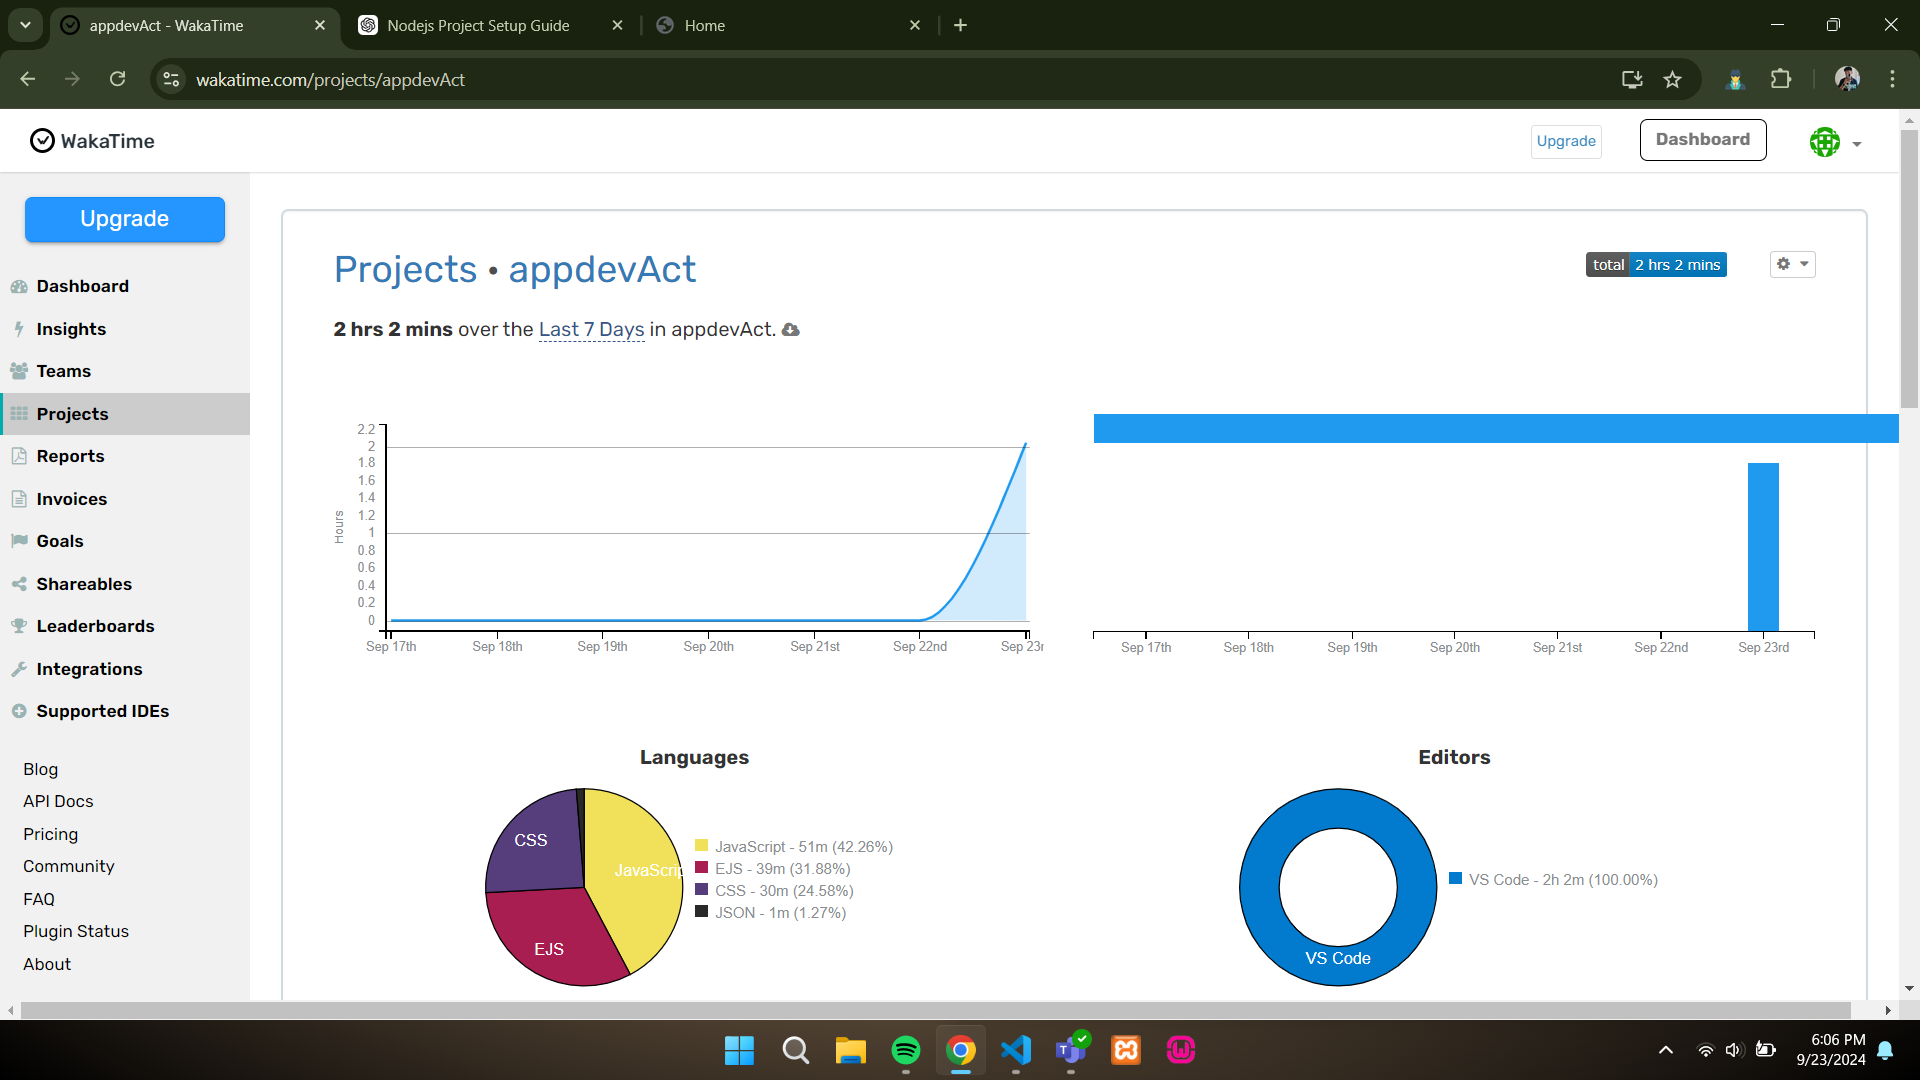 appdevAct - WakaTime
Nodejs Project Setup Guide
Home
wakatime.com/projects/appdevAct
WakaTime
Upgrade
Dashboard
Upgrade
Dashboard
Insights
Teams
Projects
Reports
Invoices
Goals
Shareables
Leaderboards
Integrations
Supported IDEs
Blog
API Docs
Pricing
Community
FAQ
Plugin Status
About
Projects • appdevAct
total 2 hrs 2 mins
2 hrs 2 mins over the Last 7 Days in appdevAct.
Hours
2.2
2
1.8
1.6
1.4
1.2
1
0.8
0.6
0.4
0.2
0
Sep 17th Sep 18th Sep 19th Sep 20th Sep 21st Sep 22nd Sep 23r
Sep 17th Sep 18th Sep 19th Sep 20th Sep 21st Sep 22nd Sep 23rd
Languages
CSS
JavaScrip
EJS
JavaScript - 51m (42.26%)
EJS - 39m (31.88%)
CSS - 30m (24.58%)
JSON - 1m (1.27%)
Editors
VS Code
VS Code - 2h 2m (100.00%)
6:06 PM
9/23/2024